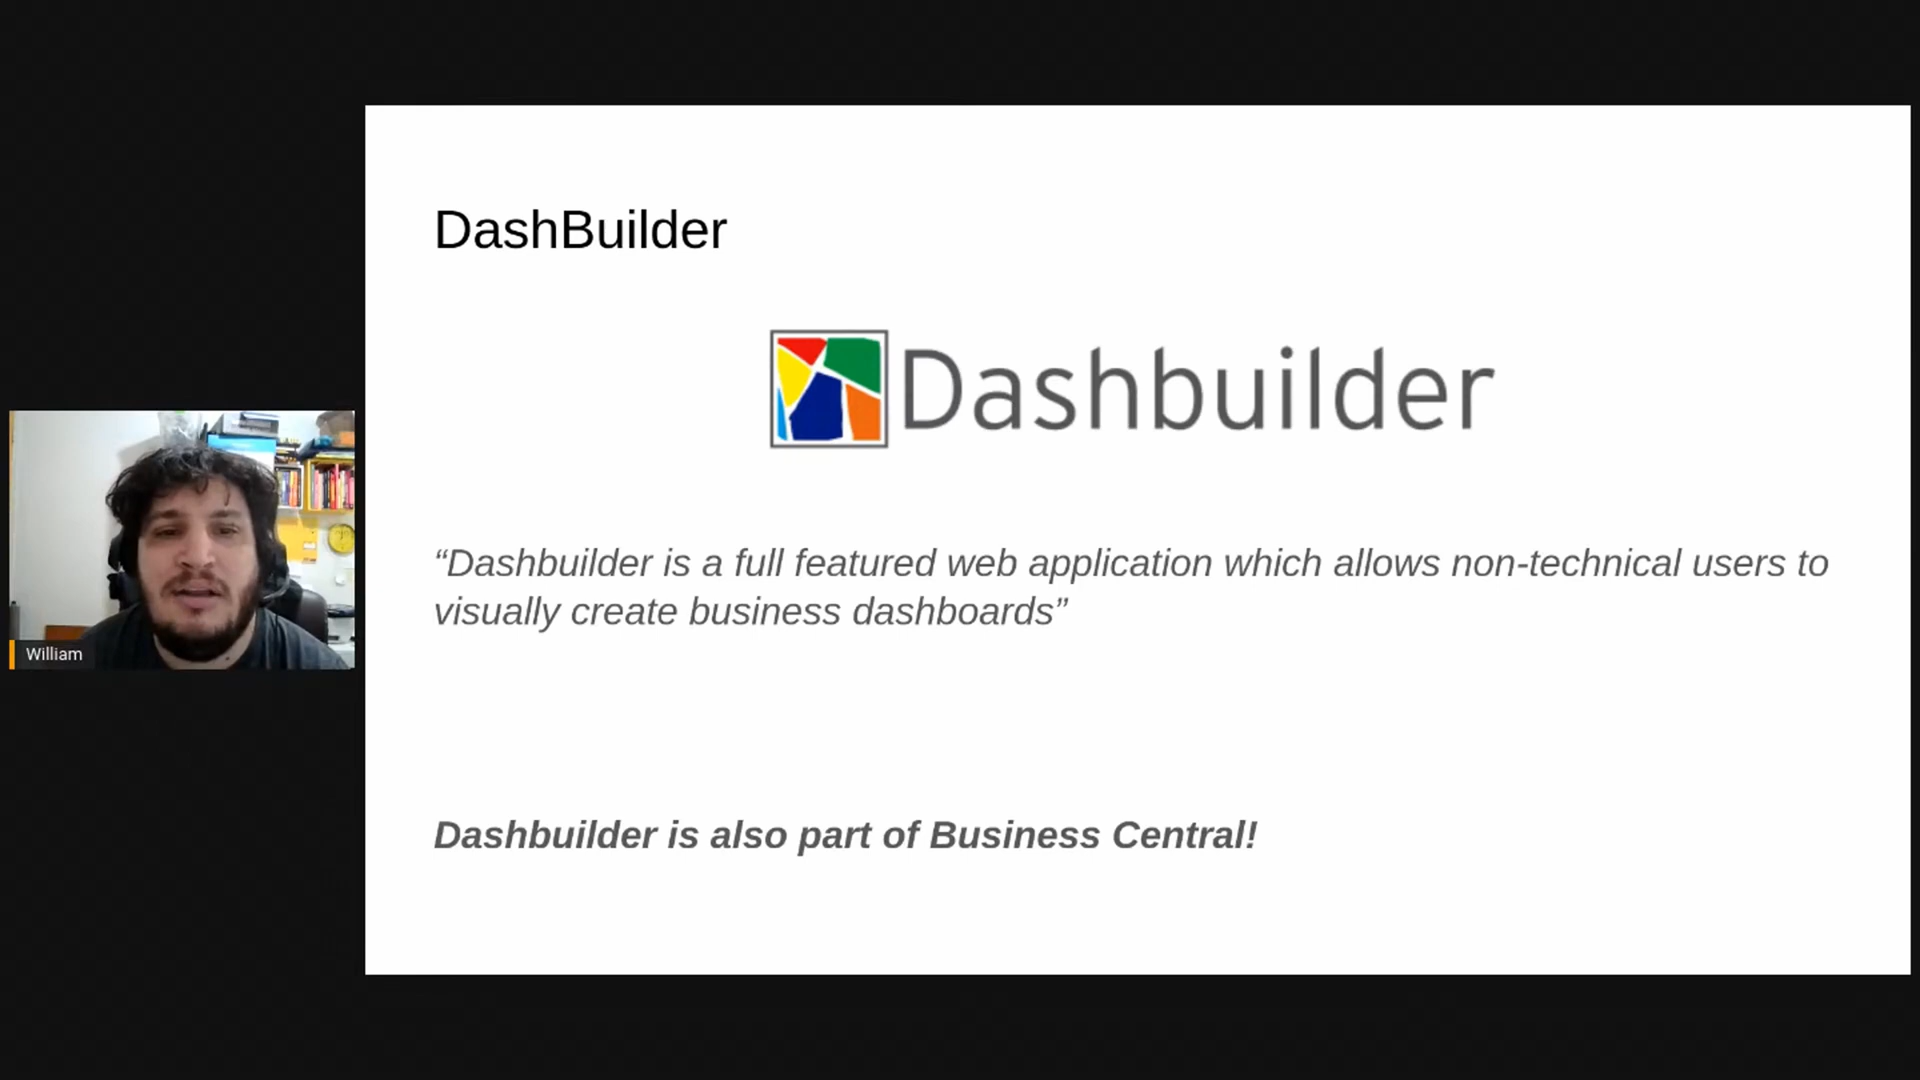 DashBuilder
Dashbuilder
“Dashbuilder is a full featured web application which allows non-technical users to
visually create business dashboards”
William
Dashbuilder is also part of Business Central!